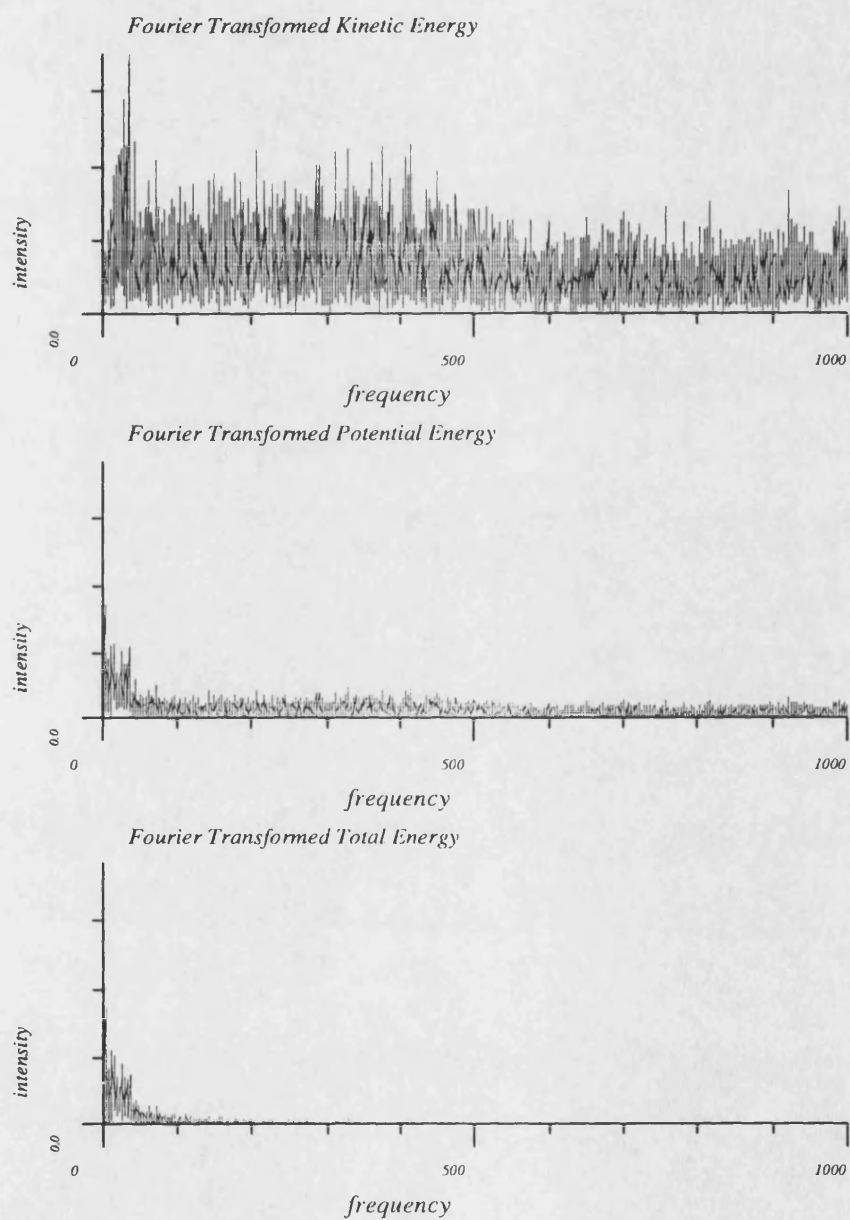 Fourier Transformed Kinetic Energy
intensity
0.0
0 500 1000
frequency
Fourier Transformed Potential Energy
intensity
0.0
0 500 1000
frequency
Fourier Transformed Total Energy
intensity
0.0
0 500 1000
frequency